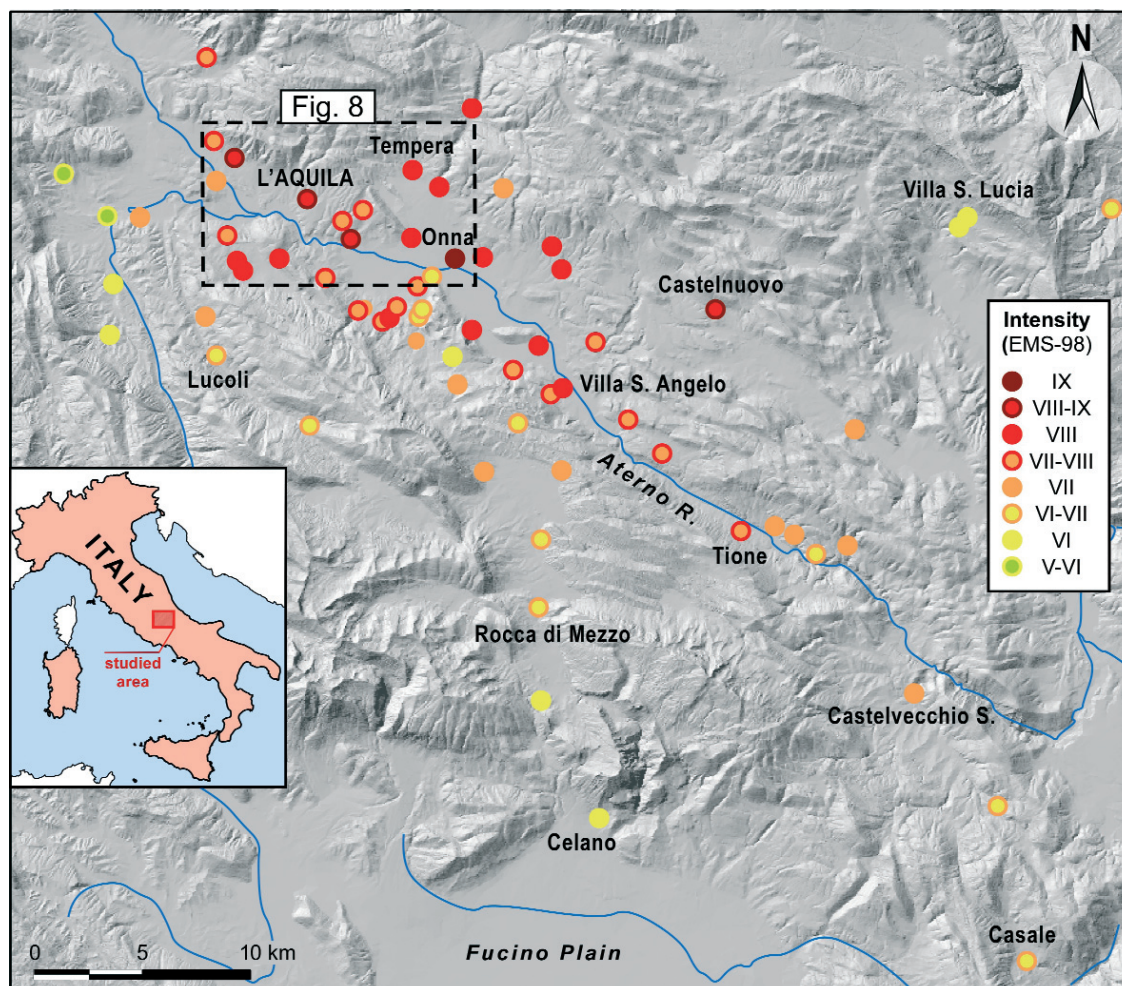 N
Fig. 8
Tempera
L'AQUILA
Villa S. Lucia
Onna
Castelnuovo
Intensity
(EMS-98)
IX
VIII-IX
VIII
VII-VIII
VII
VI-VII
VI
V-VI
Lucoli
Villa S. Angelo
Aterno R.
Tione
ITALY
studied
area
Rocca di Mezzo
Castelvecchio S.
Celano
Casale
0 5 10 km
Fucino Plain